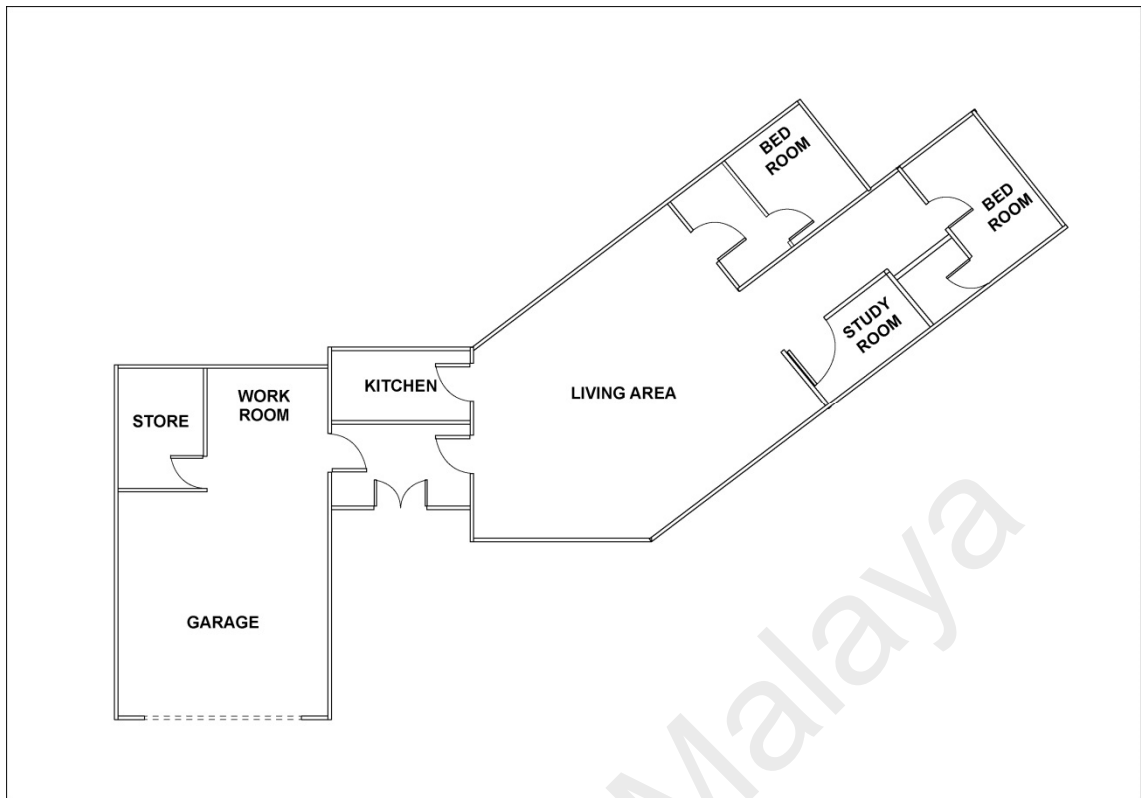 BED
ROOM
BED
ROOM
STUDY
ROOM
KITCHEN
LIVING AREA
WORK
ROOM
STORE
GARAGE
Malaya